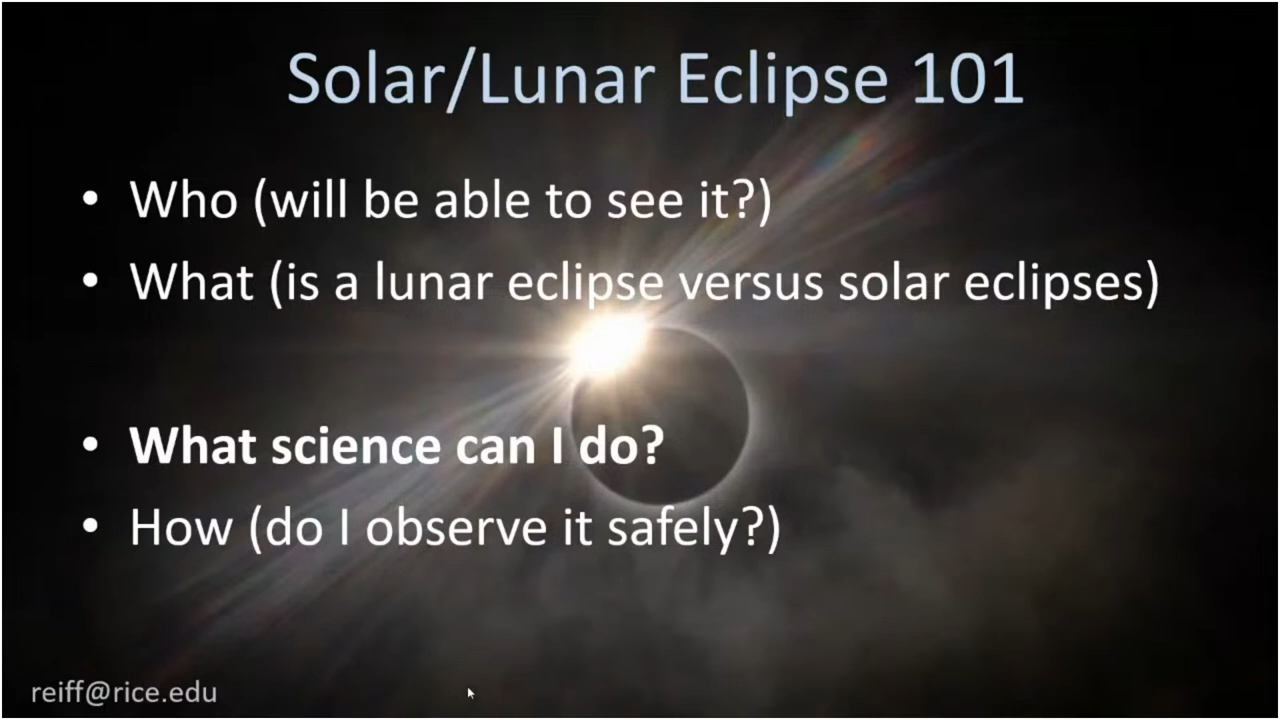 Solar/Lunar Eclipse 101
• Who (will be able to see it?)
• What (is a lunar eclipse versus solar eclipses)
• What science can I do?
• How (do I observe it safely?)
reiff@rice.edu